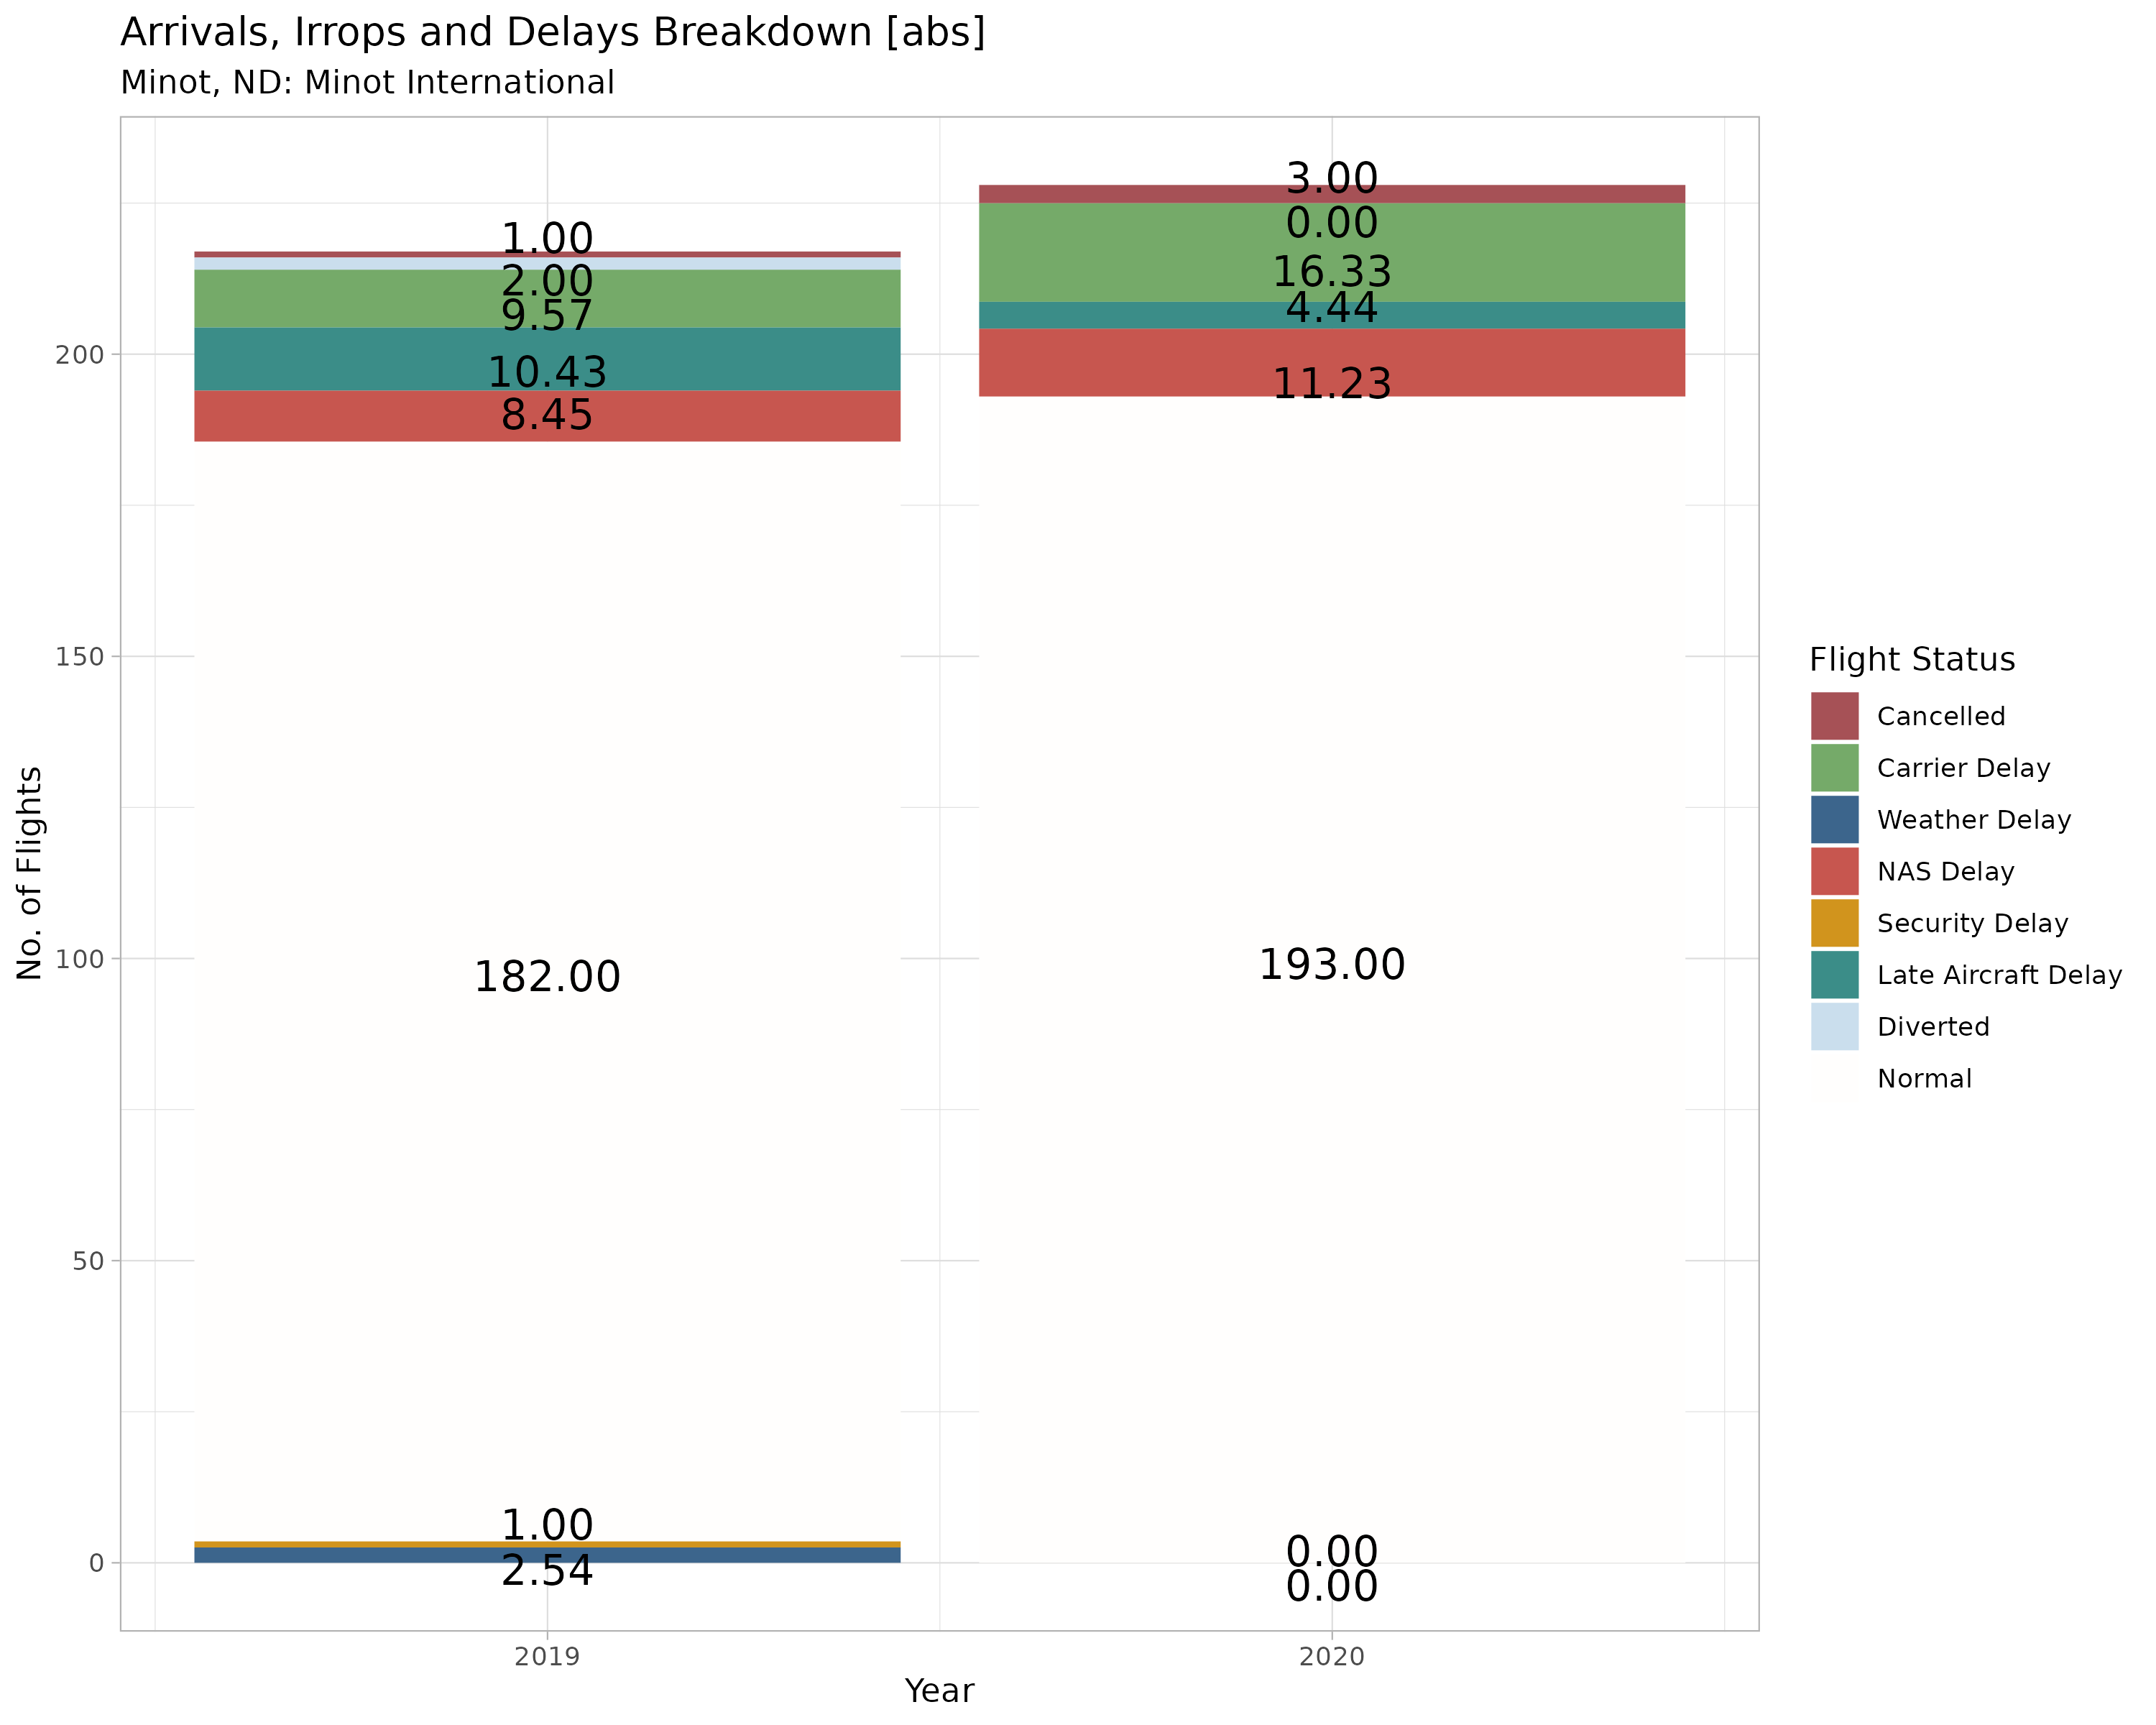 Arrivals, Irrops and Delays Breakdown [abs]
Minot, ND: Minot International
No. of Flights
200
150
100
50
0
1.00
2.00
9.57
10.43
8.45
182.00
1.00
2.54
3.00
0.00
16.33
4.44
11.23
193.00
0.00
0.00
2019
2020
Year
Flight Status
Cancelled
Carrier Delay
Weather Delay
NAS Delay
Security Delay
Late Aircraft Delay
Diverted
Normal